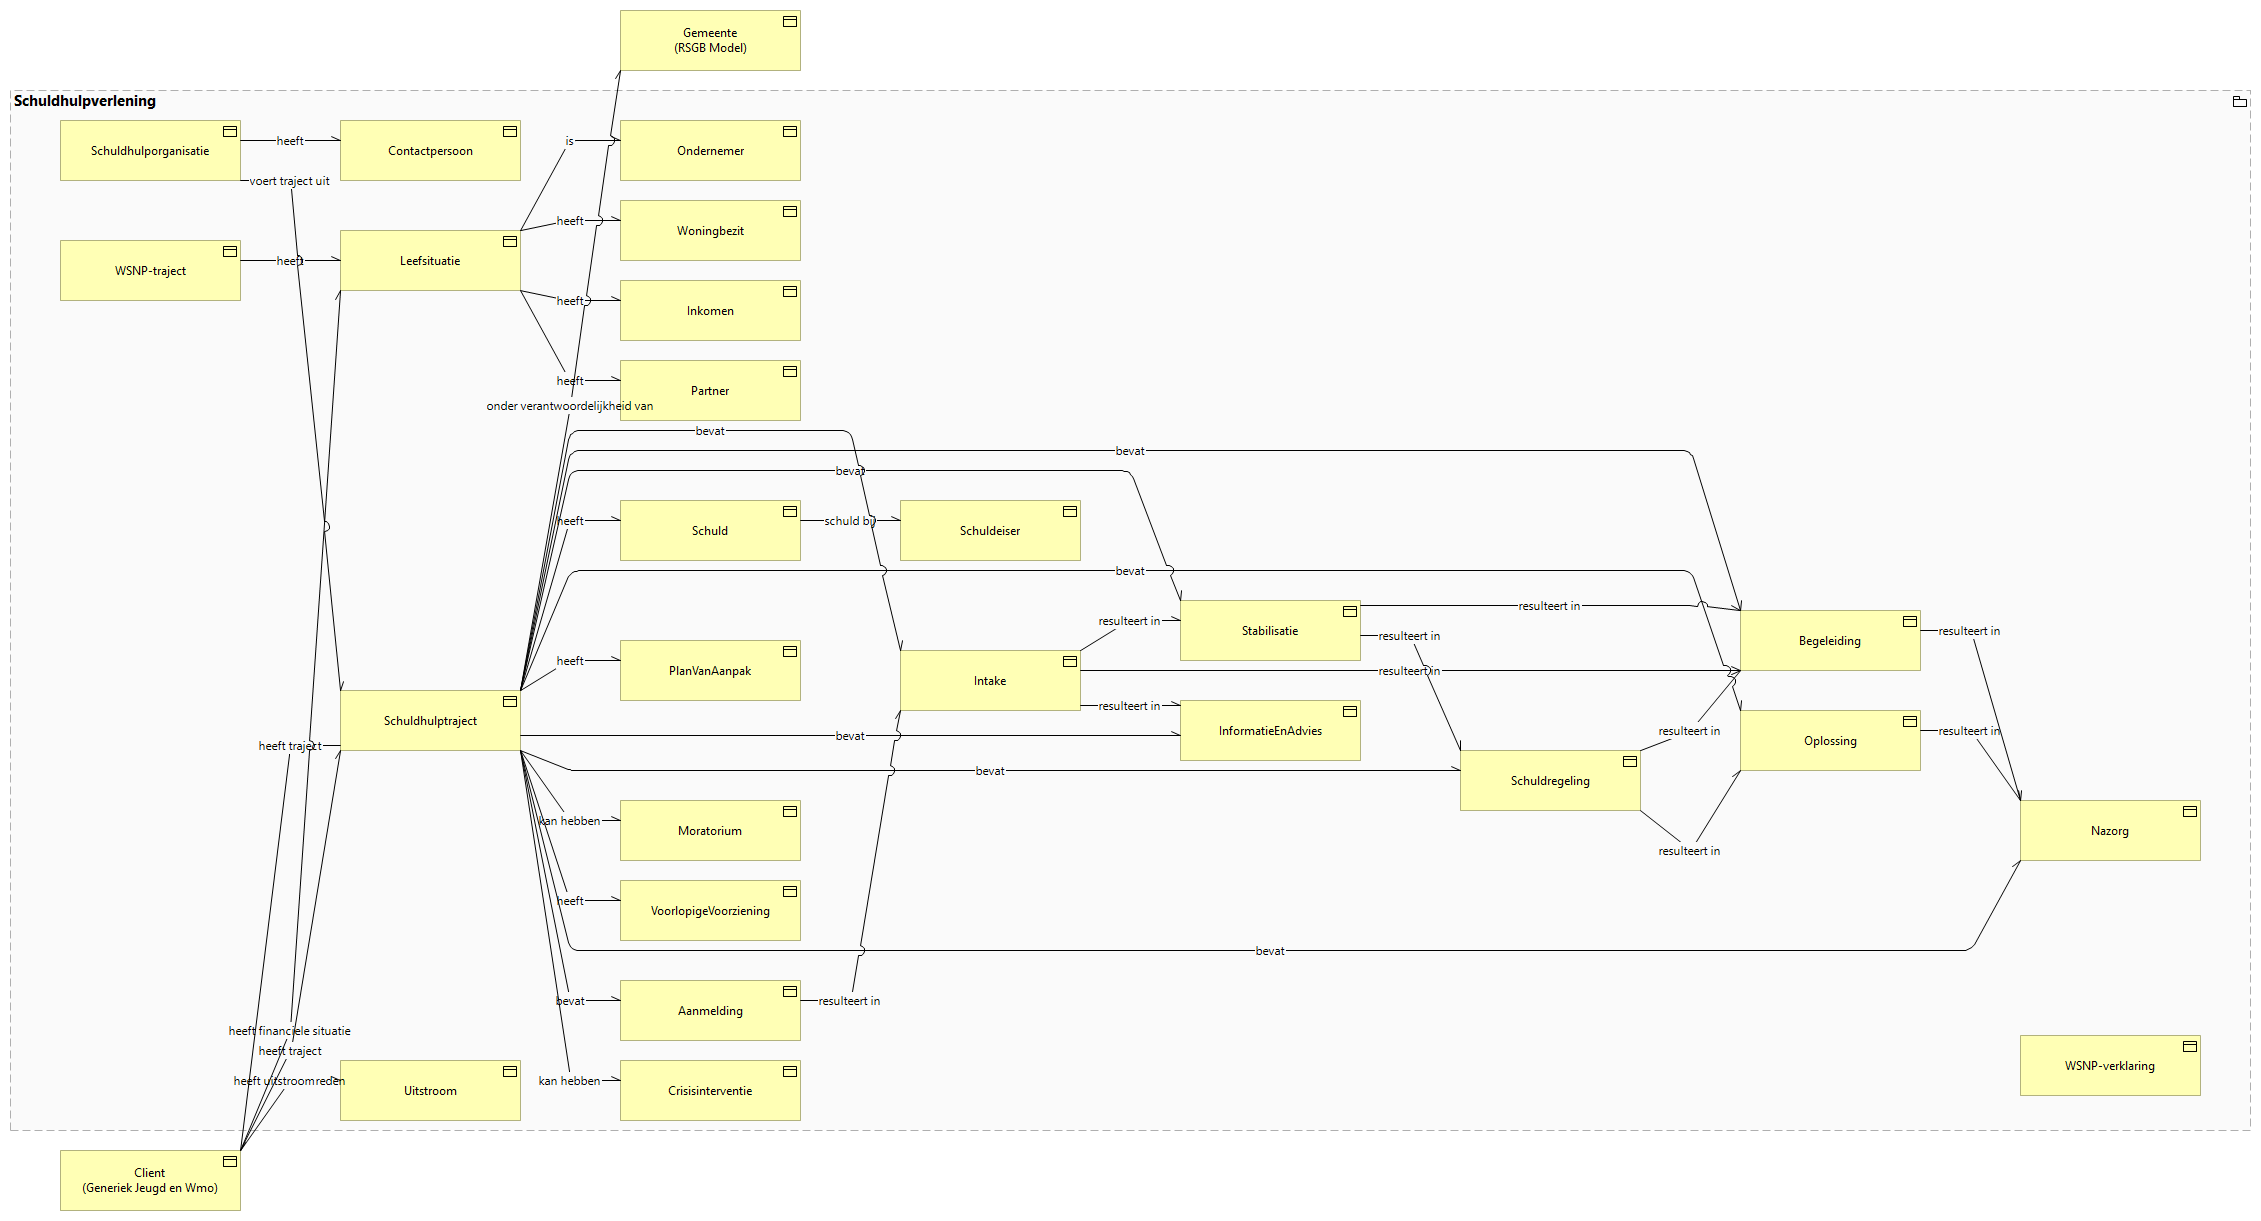 Gemeente
(RSGB Model)
Schuldhulpverlening
Schuldhulporganisatie
heeft
Contactpersoon
is
Ondernemer
voert traject uit
heeft
Woningbezit
WSNP-traject
heeft
Leefsituatie
heeft
Inkomen
heeft
Partner
onder verantwoordelijkheid van
bevat
bevat
bevat
heeft
Schuld
schuld bij
Schuldeiser
bevat
Stabilisatie
resulteert in
resulteert in
resulteert in
Begeleiding
resulteert in
heeft
PlanVanAanpak
Intake
resulteert in
resulteert in
InformatieEnAdvies
Schuldhulptraject
bevat
heeft traject
resulteert in
Oplossing
resulteert in
bevat
Schuldregeling
kan hebben
Moratorium
resulteert in
Nazorg
heeft
VoorlopigeVoorziening
bevat
bevat
Aanmelding
resulteert in
heeft financiele situatie
heeft traject
heeft uitstroomreden
Uitstroom
kan hebben
Crisisinterventie
WSNP-verklaring
Client
(Generiek Jeugd en Wmo)